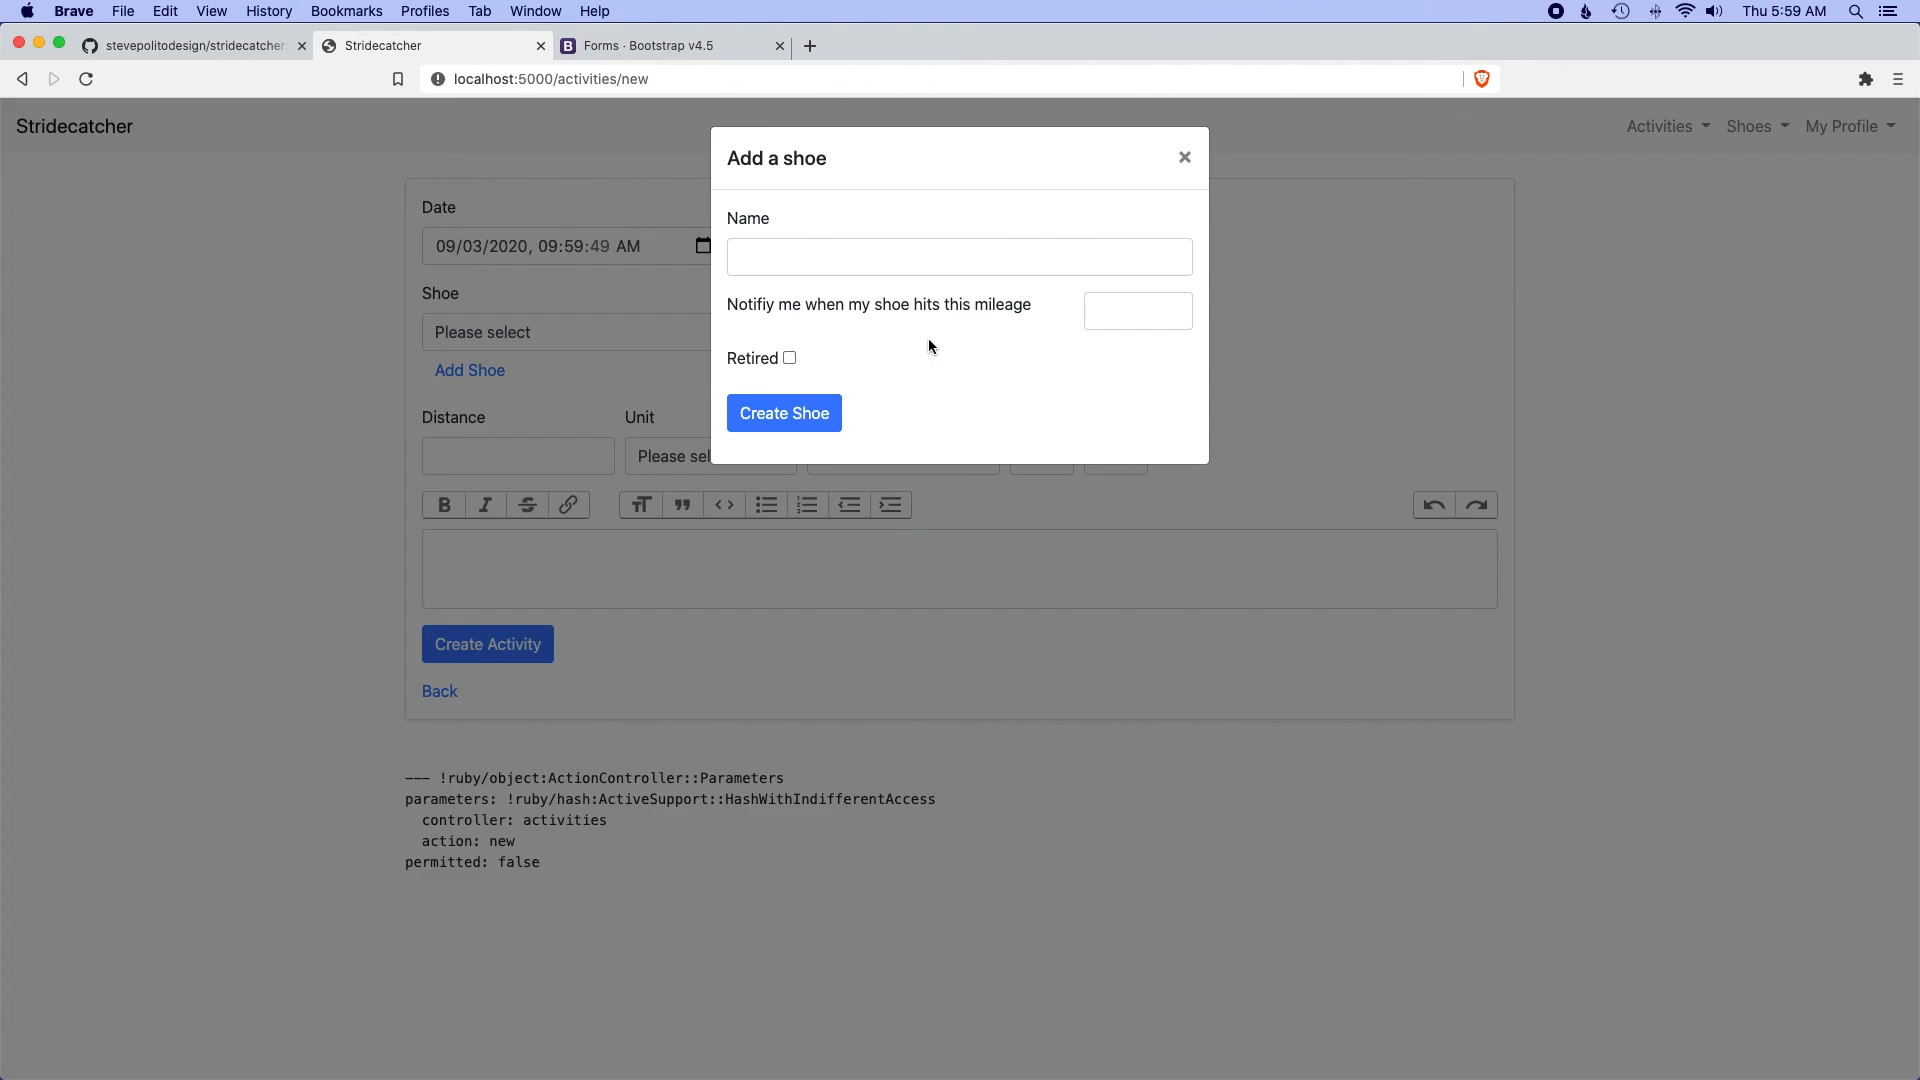 Brave File Edit View History Bookmarks Profiles Tab Window Help Thu 5:59 AM
stevepolitodesign/stridecatcher Stridecatcher Forms · Bootstrap v4.5
localhost:5000/activities/new
Stridecatcher Activities Shoes My Profile
Add a shoe ×
Date
Name
09/03/2020, 09:59:49 AM
Shoe
Notifiy me when my shoe hits this mileage
Please select
Retired
Add Shoe
Create Shoe
Distance Unit
Please sel
Create Activity
Back
--- !ruby/object:ActionController::Parameters
parameters: !ruby/hash:ActiveSupport::HashWithIndifferentAccess
controller: activities
action: new
permitted: false